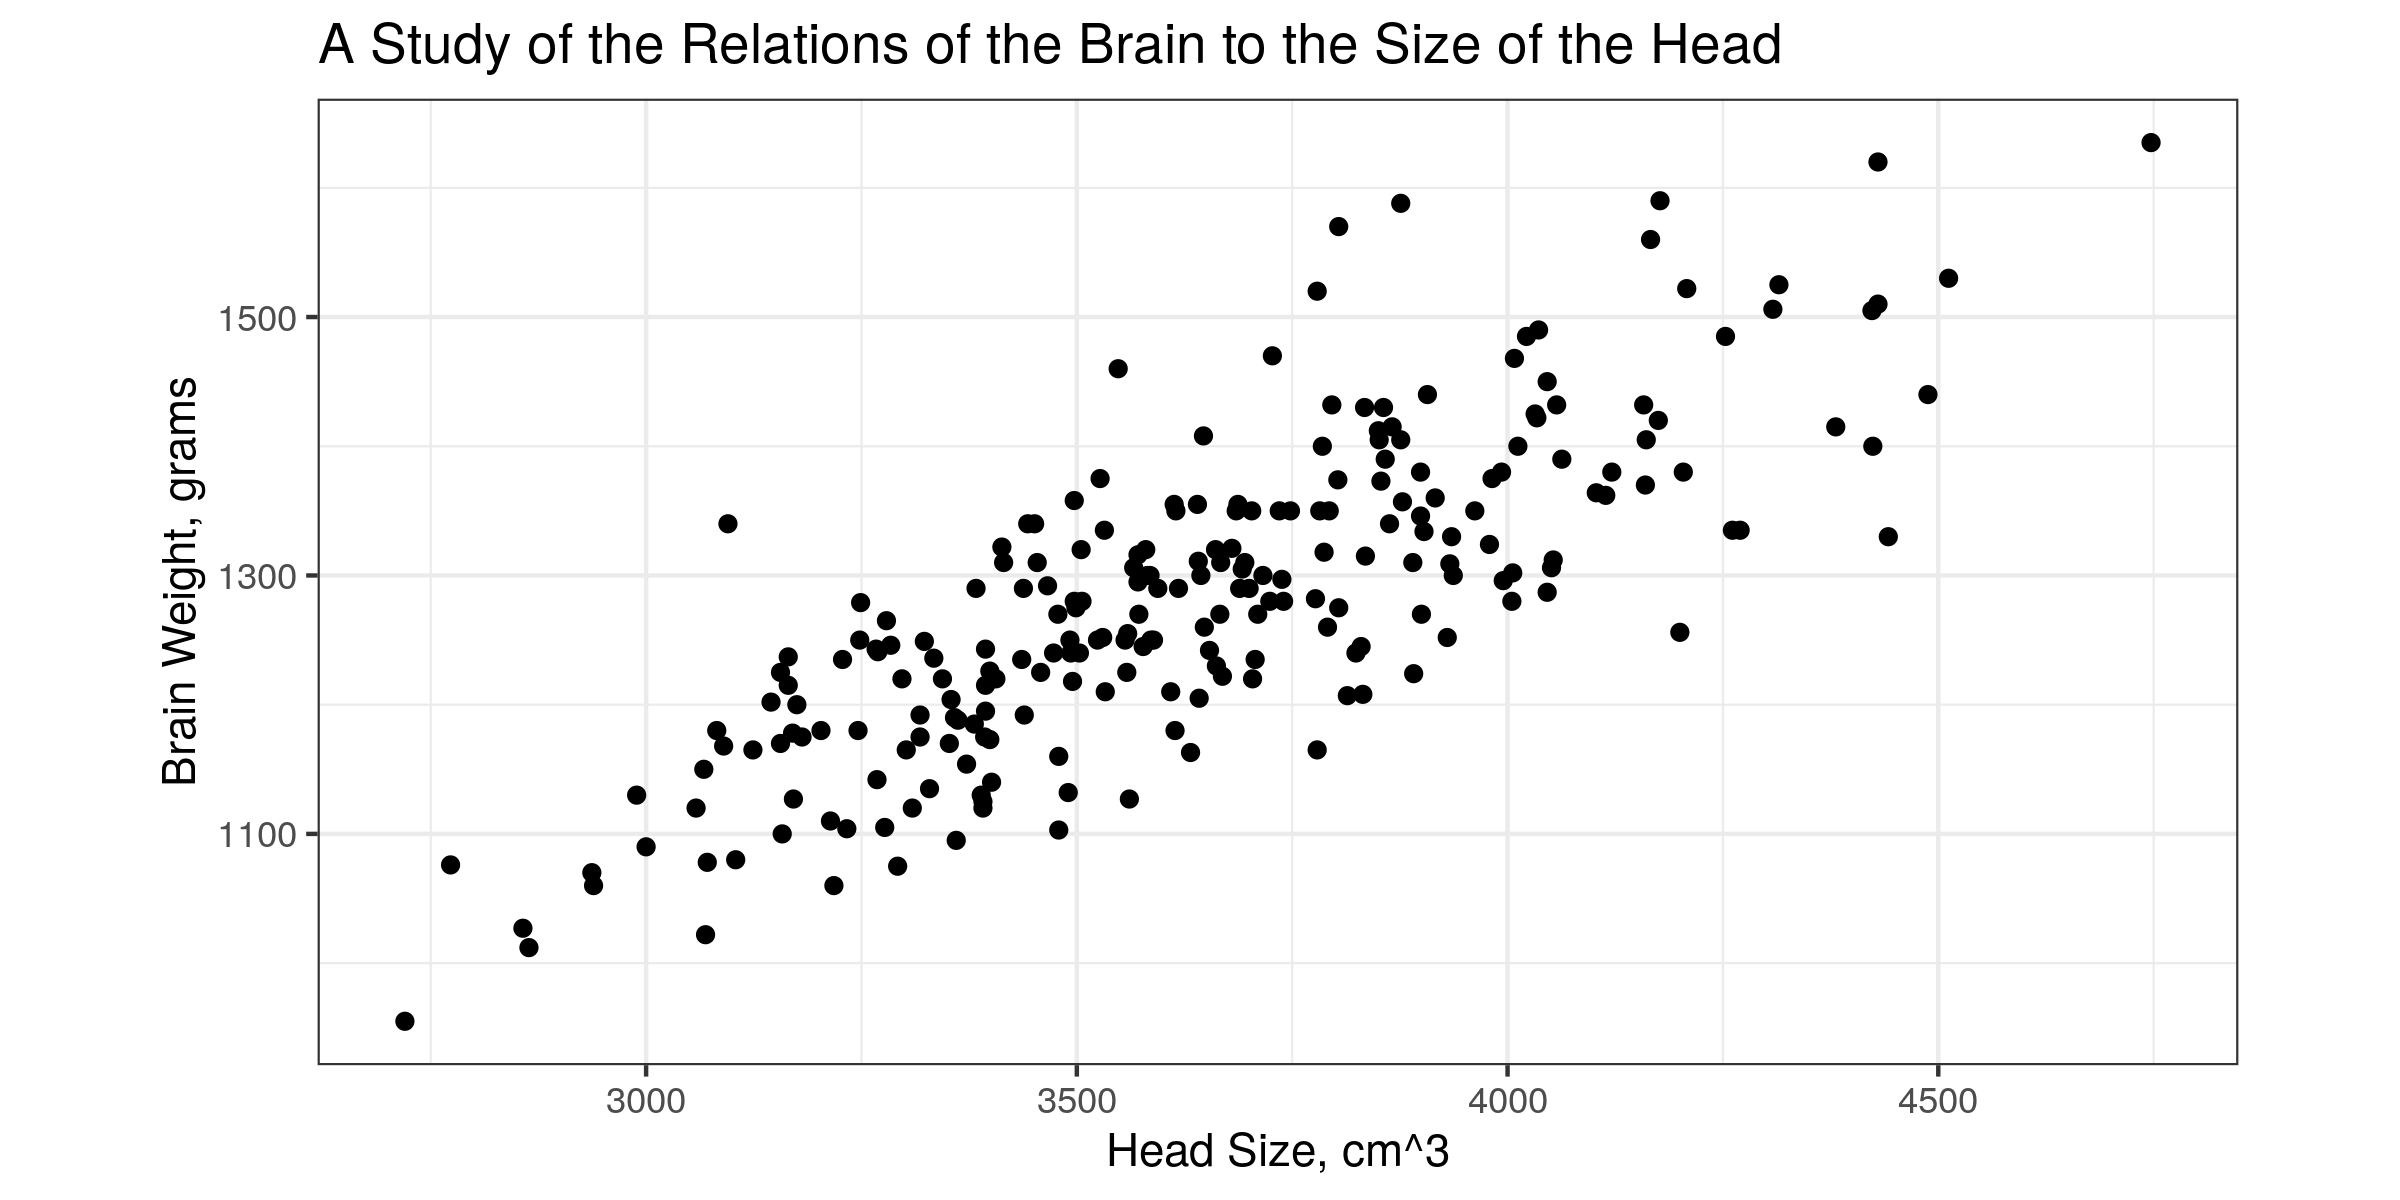 A Study of the Relations of the Brain to the Size of the Head
Brain Weight, grams
1500
1300
1100
3000 3500 4000 4500
Head Size, cm^3